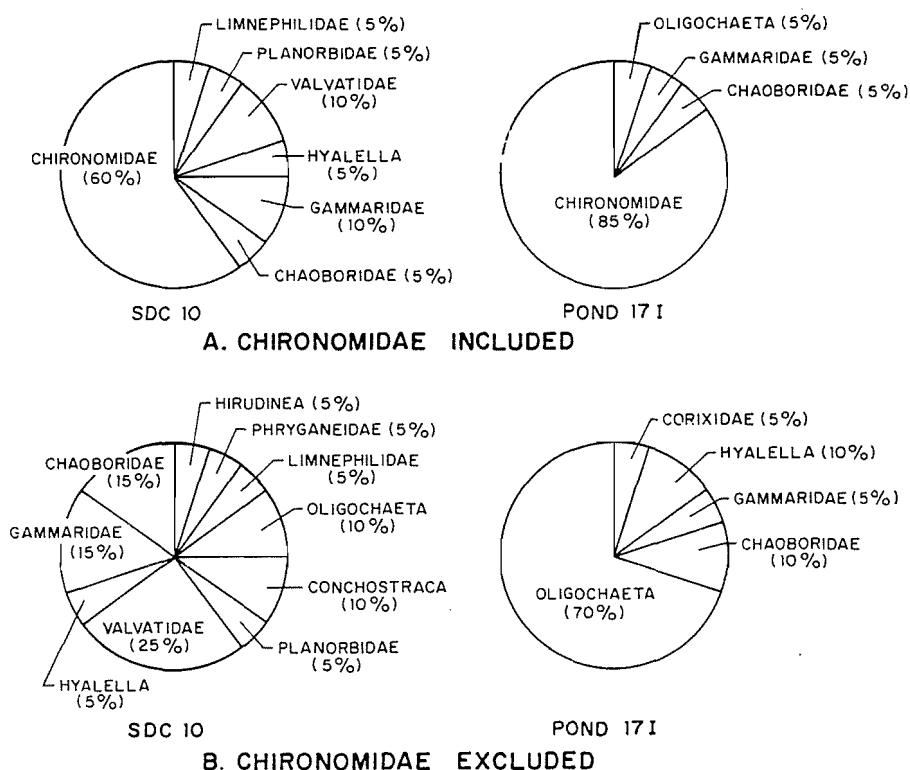 LIMNEPHILIDAE (5%)
PLANORBIDAE (5%)
VALVATIDAE
(10%)
HYALELLA
(5%)
GAMMARIDAE
(10%)
CHAOBORIDAE (5%)
CHIRONOMIDAE
(60%)
SDC 10
OLIGOCHAETA (5%)
GAMMARIDAE (5%)
CHAOBORIDAE (5%)
CHIRONOMIDAE
(85%)
POND 17 I
A. CHIRONOMIDAE INCLUDED
HIRUDINEA (5%)
PHRYGANEIDAE (5%)
LIMNEPHILIDAE
(5%)
OLIGOCHAETA
(10%)
CONCHOSTRACA
(10%)
PLANORBIDAE
(5%)
VALVATIDAE
(25%)
HYALELLA
(5%)
GAMMARIDAE
(15%)
CHAOBORIDAE
(15%)
SDC 10
CORIXIDAE (5%)
HYALELLA (10%)
GAMMARIDAE (5%)
CHAOBORIDAE
(10%)
OLIGOCHAETA
(70%)
POND 17 I
B. CHIRONOMIDAE EXCLUDED